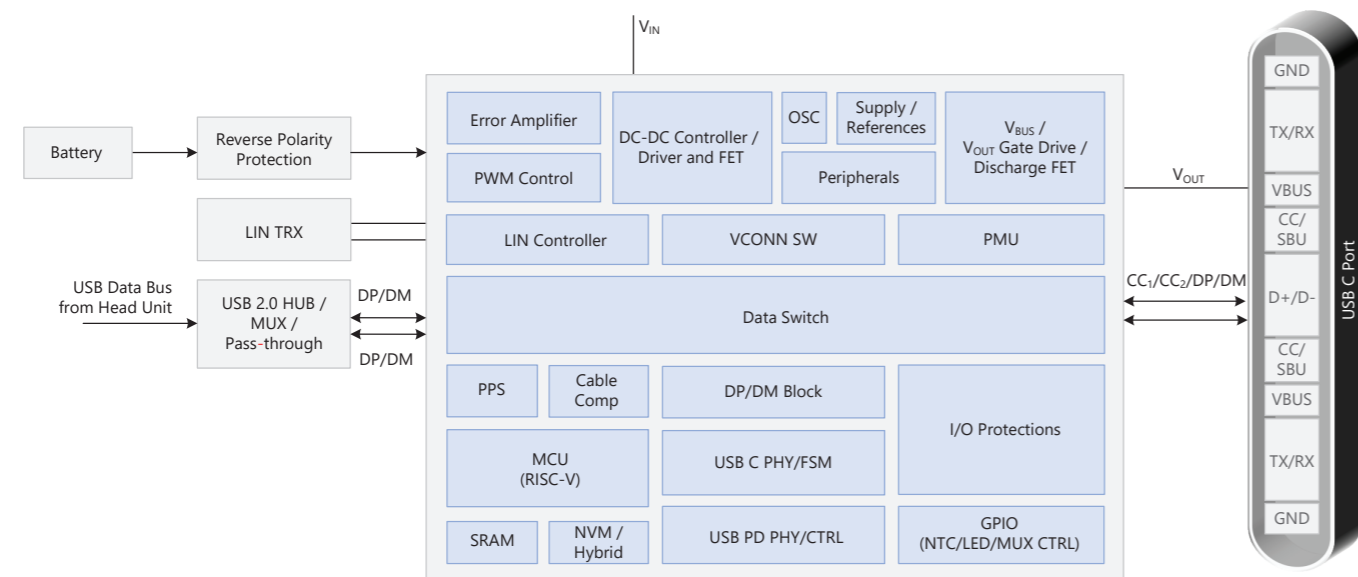 V_IN
Battery
Reverse Polarity
Protection
LIN TRX
USB Data Bus
from Head Unit
USB 2.0 HUB /
MUX /
Pass-through
DP/DM
DP/DM
Error Amplifier
DC-DC Controller /
Driver and FET
OSC
Supply /
References
V_BUS /
V_OUT Gate Drive /
Discharge FET
PWM Control
Peripherals
LIN Controller
VCONN SW
PMU
Data Switch
PPS
Cable
Comp
DP/DM Block
I/O Protections
MCU
(RISC-V)
USB C PHY/FSM
SRAM
NVM /
Hybrid
USB PD PHY/CTRL
GPIO
(NTC/LED/MUX CTRL)
V_OUT
CC₁/CC₂/DP/DM
GND
TX/RX
VBUS
CC/
SBU
D+/D-
CC/
SBU
VBUS
TX/RX
GND
USB C Port